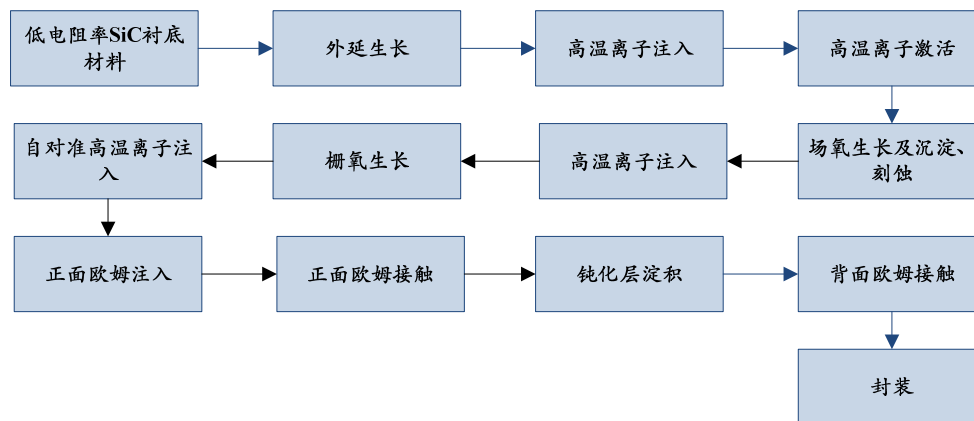 低电阻率SiC衬底
材料
外延生长
高温离子注入
高温离子激活
场氧生长及沉淀、
刻蚀
高温离子注入
栅氧生长
自对准高温离子注
入
正面欧姆注入
正面欧姆接触
钝化层淀积
背面欧姆接触
封装